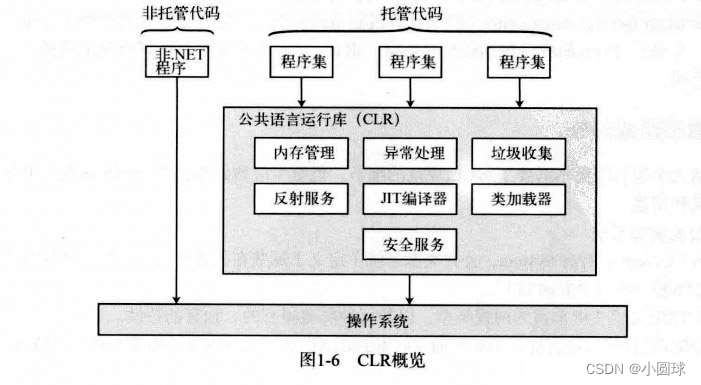 非托管代码
托管代码
非.NET
程序
程序集
程序集
程序集
公共语言运行库（CLR）
内存管理
异常处理
垃圾收集
反射服务
JIT编译器
类加载器
安全服务
操作系统
图1-6 CLR概览
CSDN @小圆球